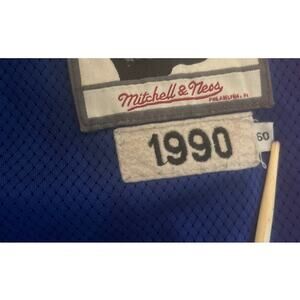 Mitchell & Ness
PHILADELPHIA, PA
1990
60